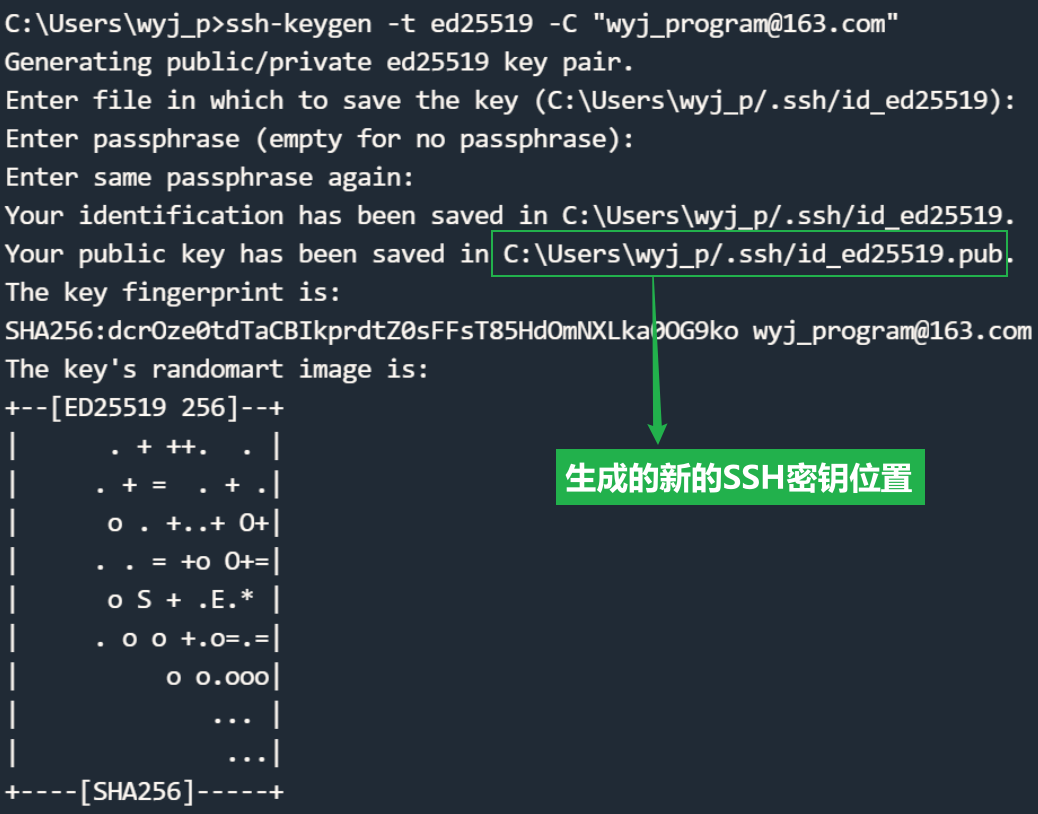 C:\Users\wyj_p>ssh-keygen -t ed25519 -C "wyj_program@163.com"
Generating public/private ed25519 key pair.
Enter file in which to save the key (C:\Users\wyj_p/.ssh/id_ed25519):
Enter passphrase (empty for no passphrase):
Enter same passphrase again:
Your identification has been saved in C:\Users\wyj_p/.ssh/id_ed25519.
Your public key has been saved in C:\Users\wyj_p/.ssh/id_ed25519.pub.
The key fingerprint is:
SHA256:dcrOze0tdTaCBIkprdtZ0sFFsT85HdOmNXLka0OG9ko wyj_program@163.com
The key's randomart image is:
+--[ED25519 256]--+
|      . + ++.  . |
|     . + =  . + .|
|      o . +..+ O+|
|     . . = +o O+=|
|      o S + .E.* |
|     . o o +.o=.=|
|          o o.ooo|
|             ... |
|              ...|
+----[SHA256]-----+
生成的新的SSH密钥位置